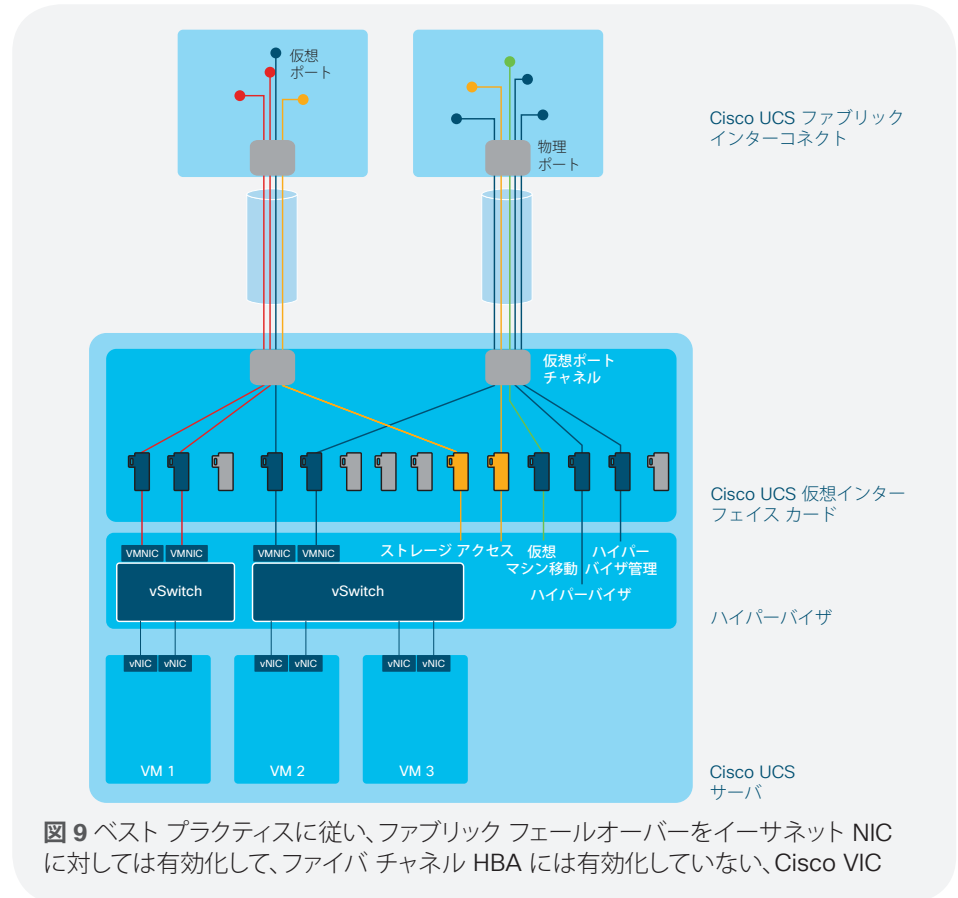 仮想
ポート
物理
ポート
Cisco UCS ファブリック
インターコネクト
仮想ポート
チャネル
Cisco UCS 仮想インター
フェイス カード
VMNIC
VMNIC
VMNIC
VMNIC
ストレージ アクセス
仮想
マシン移動
ハイパー
バイザ管理
ハイパーバイザ
vSwitch
vSwitch
ハイパーバイザ
vNIC
vNIC
vNIC
vNIC
vNIC
vNIC
VM 1
VM 2
VM 3
Cisco UCS
サーバ
図 9 ベスト プラクティスに従い、ファブリック フェールオーバーをイーサネット NIC
に対しては有効化して、ファイバ チャネル HBA には有効化していない、Cisco VIC